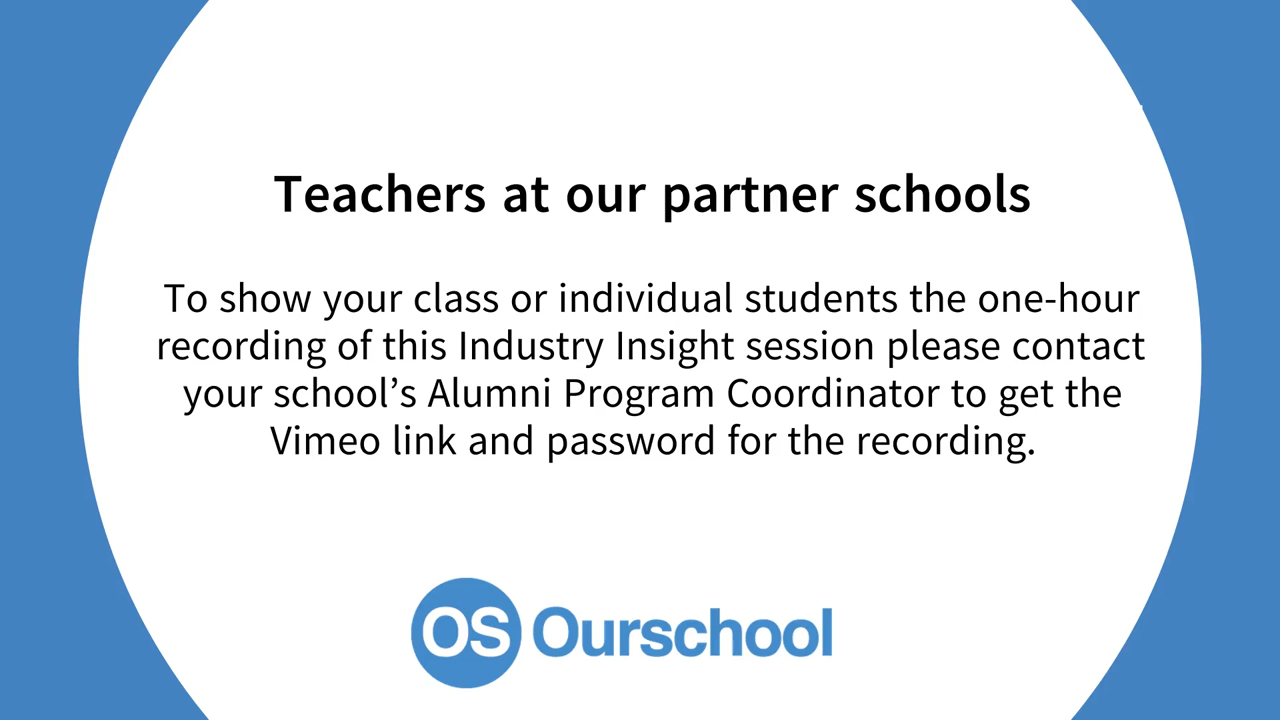 Teachers at our partner schools
To show your class or individual students the one-hour
recording of this Industry Insight session please contact
your school’s Alumni Program Coordinator to get the
Vimeo link and password for the recording.
OS Ourschool